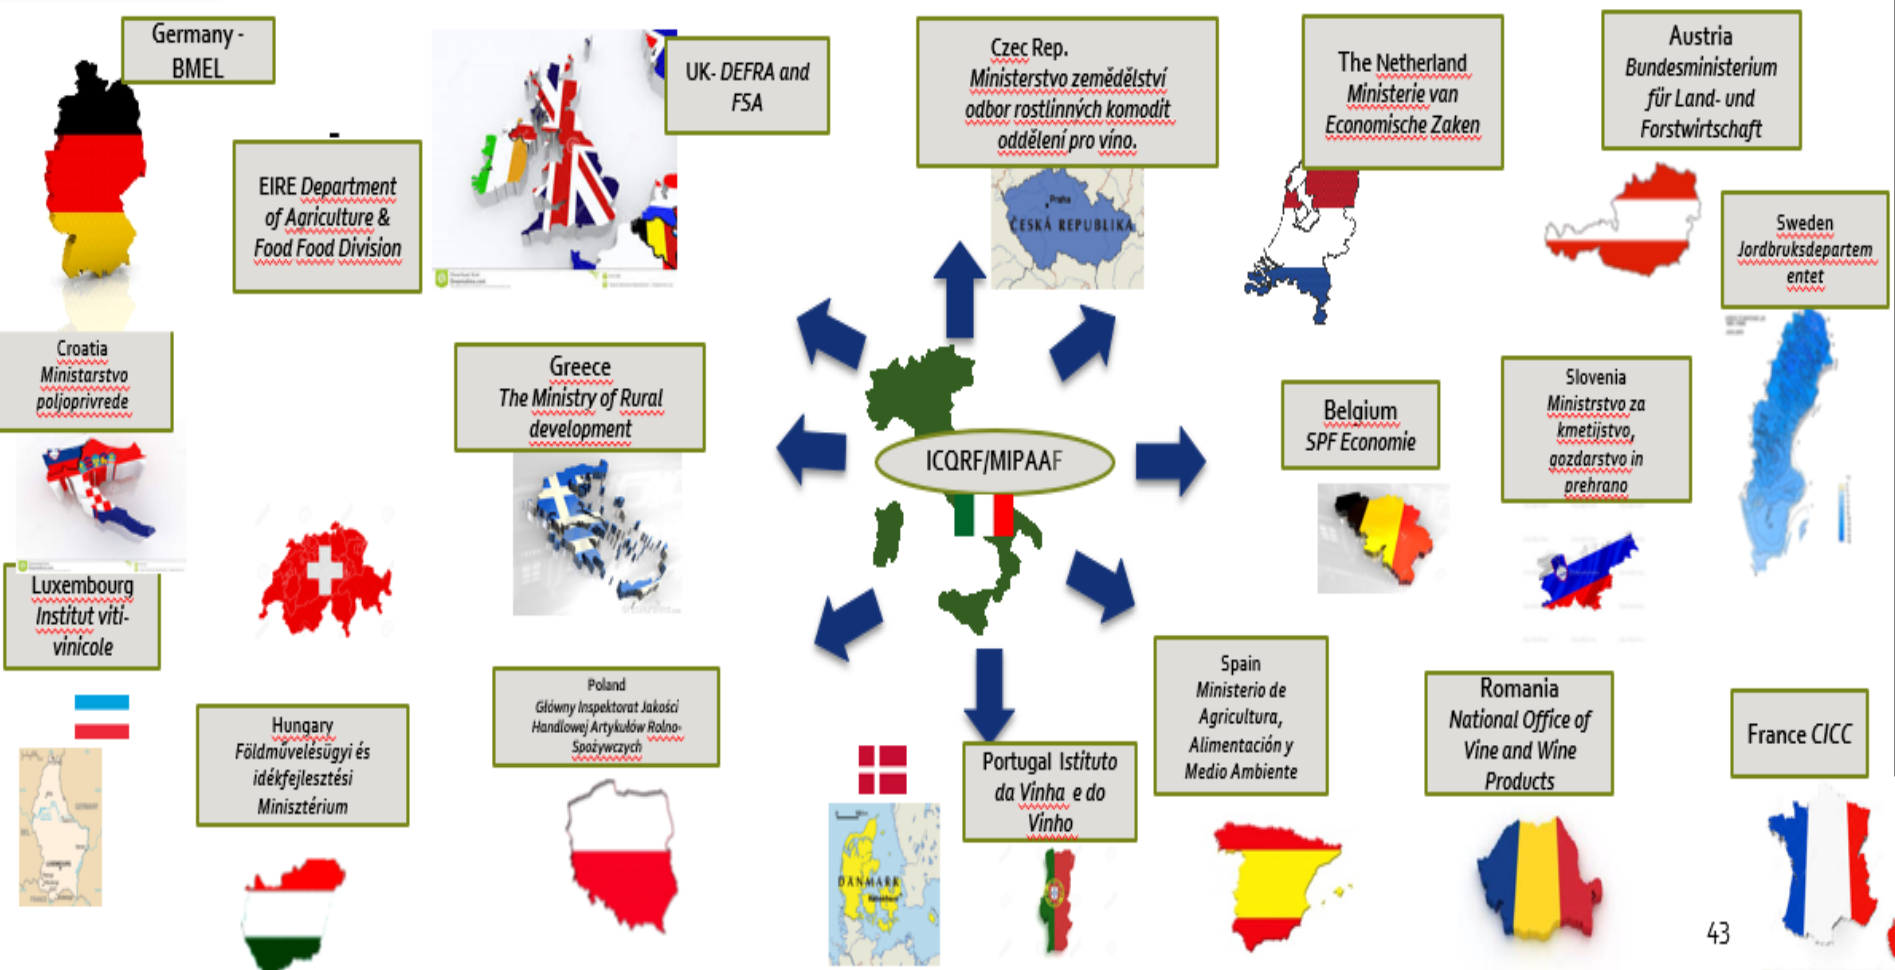 Germany -
BMEL
UK- DEFRA and
FSA
Czec Rep.
Ministerstvo zemědělství
odbor rostlinných komodit
oddělení pro víno.
The Netherland
Ministerie van
Economische Zaken
Austria
Bundesministerium
für Land- und
Forstwirtschaft
-
EIRE Department
of Agriculture &
Food Food Division
Praha
ČESKÁ REPUBLIKA
Sweden
Jordbruksdepartem
entet
Croatia
Ministarstvo
poljoprivrede
Greece
The Ministry of Rural
development
ICQRF/MIPAAF
Belgium
SPF Economie
Slovenia
Ministrstvo za
kmetijstvo,
gozdarstvo in
prehrano
Luxembourg
Institut viti-
vinicole
Hungary
Földművelésügyi és
idékfejlesztési
Minisztérium
Poland
Główny Inspektorat Jakości
Handlowej Artykułów Rolno-
Spożywczych
Portugal Istítuto
da Vinha e do
Vinho
Spain
Ministerio de
Agricultura,
Alimentación y
Medio Ambiente
Romania
National Office of
Vine and Wine
Products
France CICC
DANMARK
43